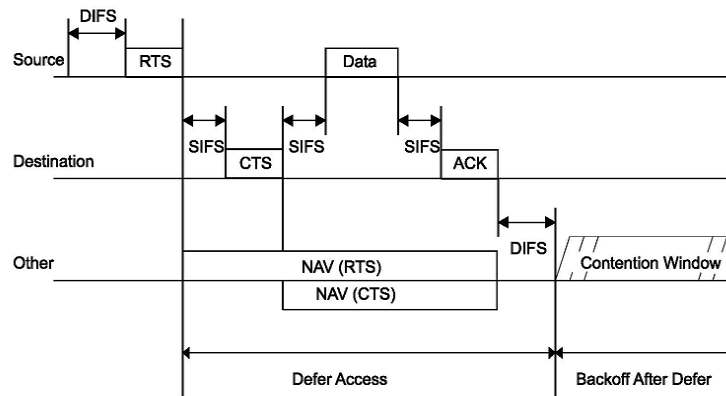 DIFS
Source
RTS
Data
SIFS
SIFS
SIFS
Destination
CTS
ACK
DIFS
Other
NAV (RTS)
Contention Window
NAV (CTS)
Defer Access
Backoff After Defer